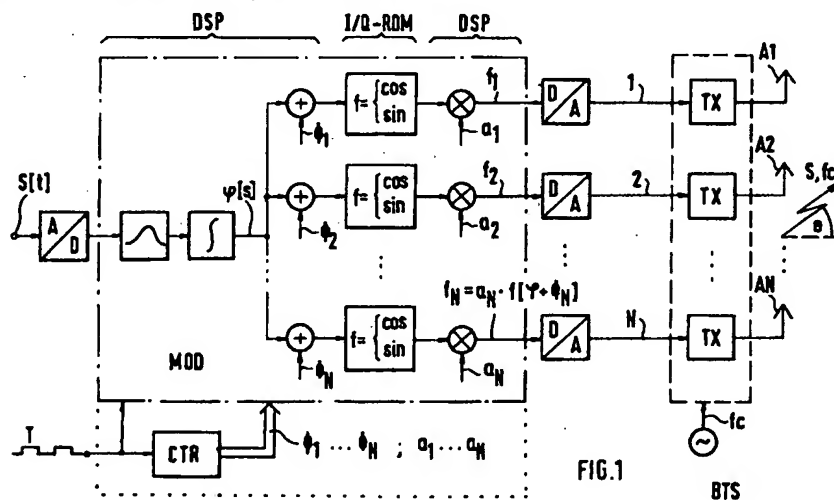 DSP I/Q-ROM DSP
A1
f1 D A 1 TX
f= { cos sin
ϕ1 a1
S[t]
A2
φ[s]
f2 D A 2 TX
S,fc
A D
∫
f= { cos sin
ϕ2 a2
Θ
fN = aN · f[φ+ϕN]
AN
f= { cos sin
D A N TX
MOD
ϕN aN
T
CTR
ϕ1 ... ϕN ; a1 ... aN
fc
~
FIG.1
BTS